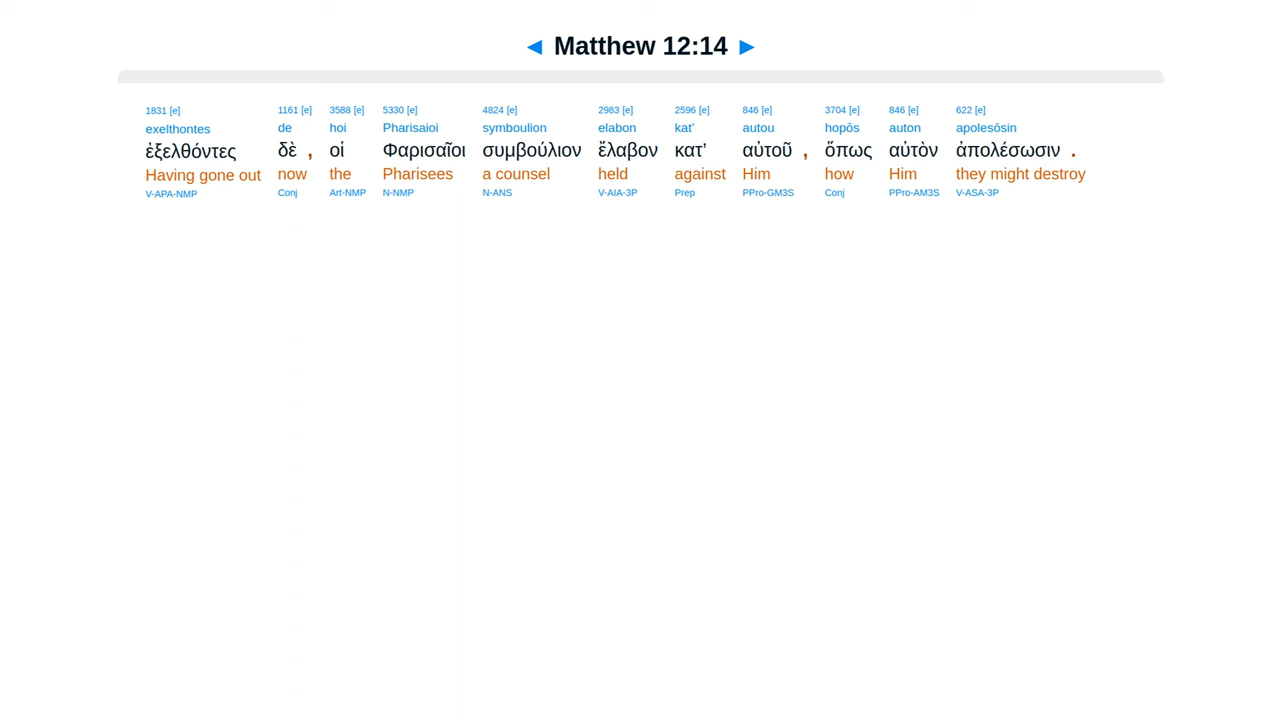 ◄ Matthew 12:14 ►
1831 [e] 1161 [e] 3588 [e] 5330 [e] 4824 [e] 2983 [e] 2596 [e] 846 [e] 3704 [e] 846 [e] 622 [e]
exelthontes de hoi Pharisaioi symboulion elabon kat’ autou hopōs auton apolesōsin
ἐξελθόντες δὲ , οἱ Φαρισαῖοι συμβούλιον ἔλαβον κατ’ αὐτοῦ , ὅπως αὐτὸν ἀπολέσωσιν .
Having gone out now the Pharisees a counsel held against Him how Him they might destroy
V-APA-NMP Conj Art-NMP N-NMP N-ANS V-AIA-3P Prep PPro-GM3S Conj PPro-AM3S V-ASA-3P